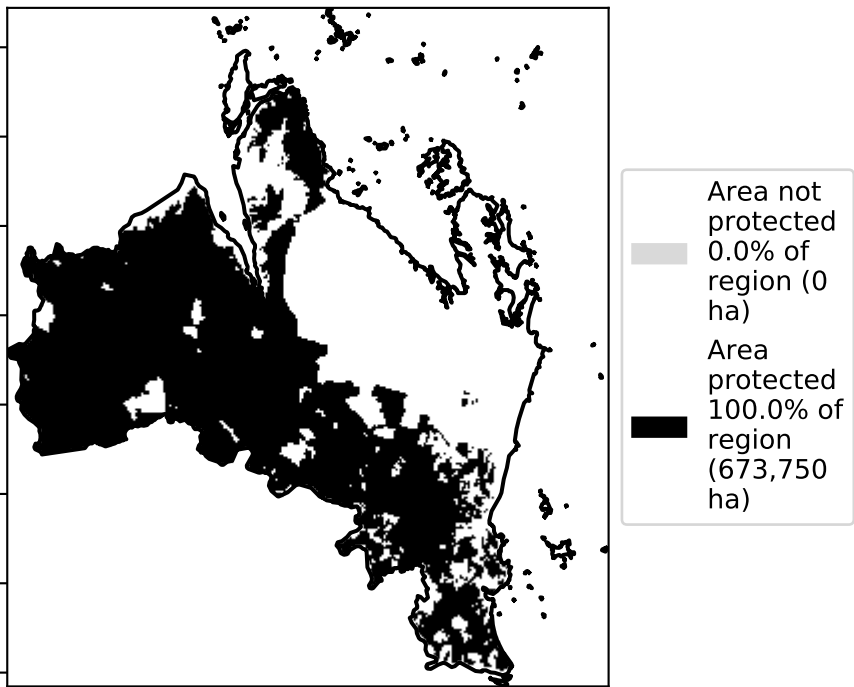 Area not
protected
0.0% of
region (0
ha)
Area
protected
100.0% of
region
(673,750
ha)